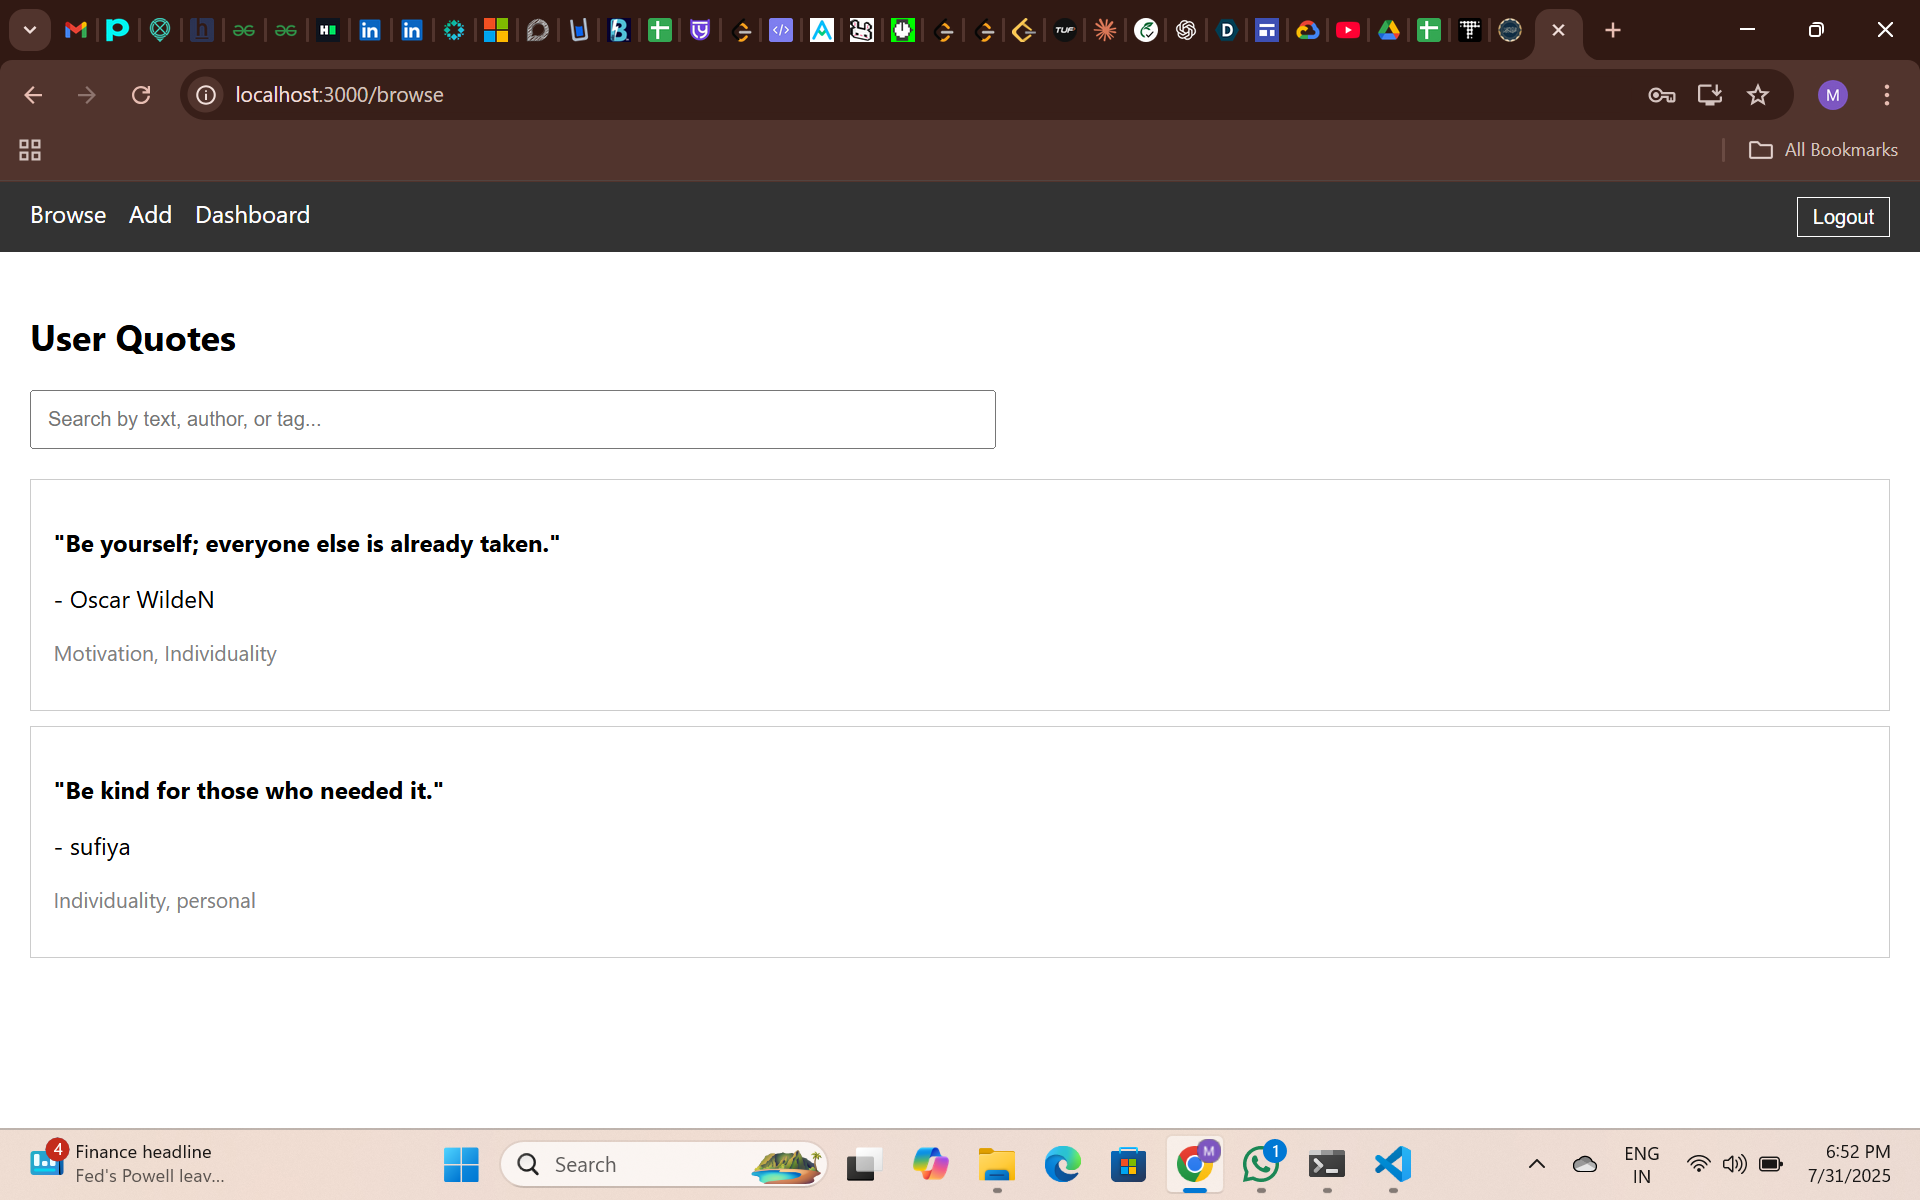 localhost:3000/browse
M
All Bookmarks
Browse Add Dashboard
Logout
User Quotes
Search by text, author, or tag...
"Be yourself; everyone else is already taken."
- Oscar WildeN
Motivation, Individuality
"Be kind for those who needed it."
- sufiya
Individuality, personal
4
Finance headline
Fed's Powell leav...
Search
M
1
ENG
IN
6:52 PM
7/31/2025